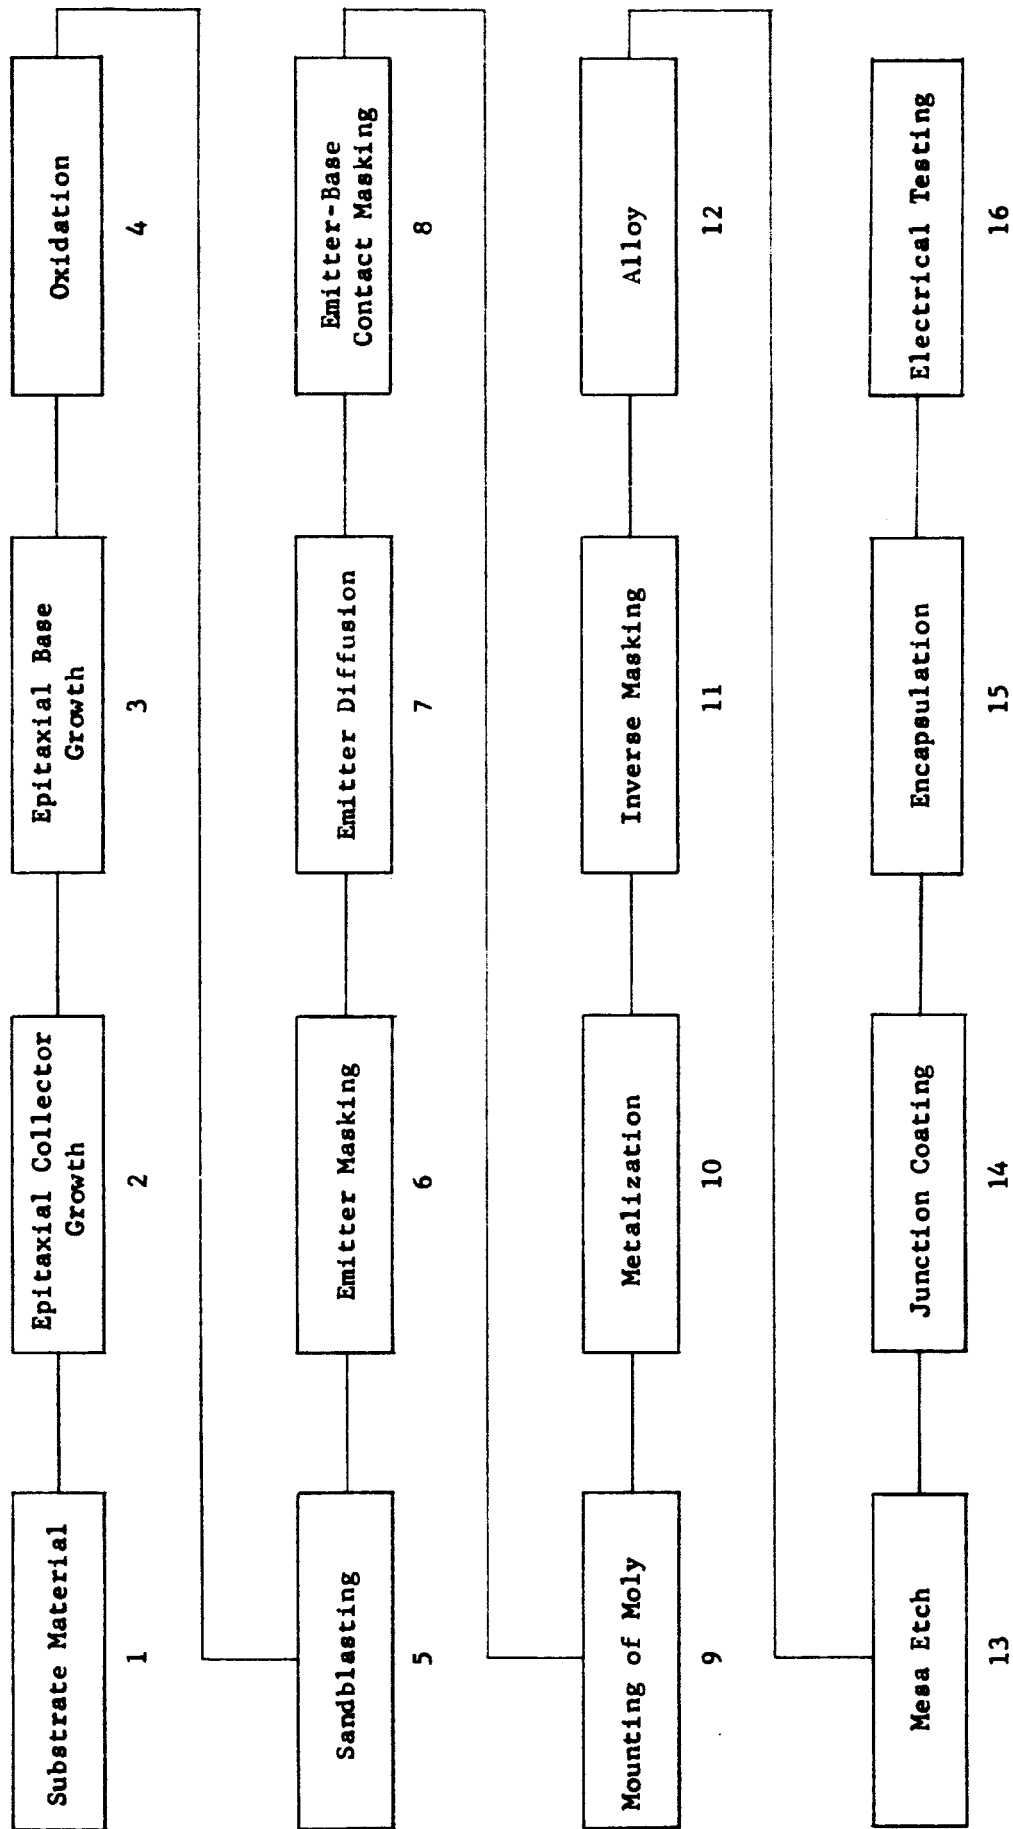 Substrate Material
1
Epitaxial Collector
Growth
2
Epitaxial Base
Growth
3
Oxidation
4
Sandblasting
5
Emitter Masking
6
Emitter Diffusion
7
Emitter-Base
Contact Masking
8
Mounting of Moly
9
Metalization
10
Inverse Masking
11
Alloy
12
Mesa Etch
13
Junction Coating
14
Encapsulation
15
Electrical Testing
16